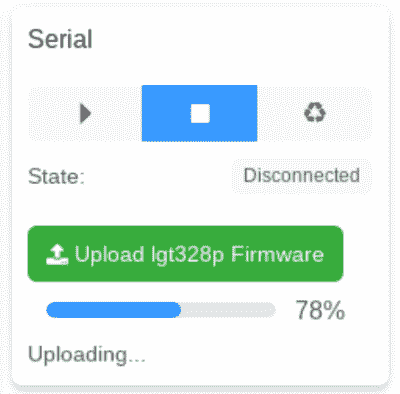 Serial
State:
Disconnected
Upload lgt328p Firmware
78%
Uploading...